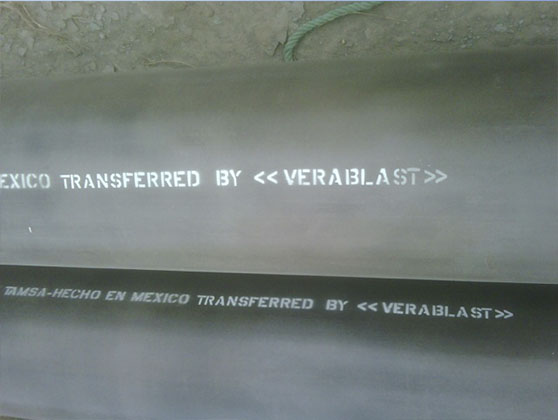 EXICO TRANSFERRED BY <<VERABLAST>>
TAMSA-HECHO EN MEXICO TRANSFERRED BY <<VERABLAST>>